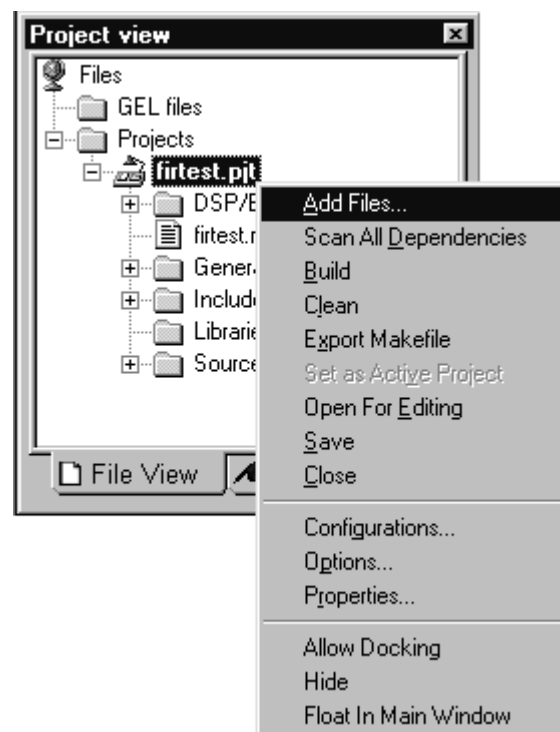 Project view
Files
GEL files
Projects
firtest.pjt
DSP/
firtest.
Gener
Includ
Librarie
Source
File View
Add Files...
Scan All Dependencies
Build
Clean
Export Makefile
Set as Active Project
Open For Editing
Save
Close
Configurations...
Options...
Properties...
Allow Docking
Hide
Float In Main Window